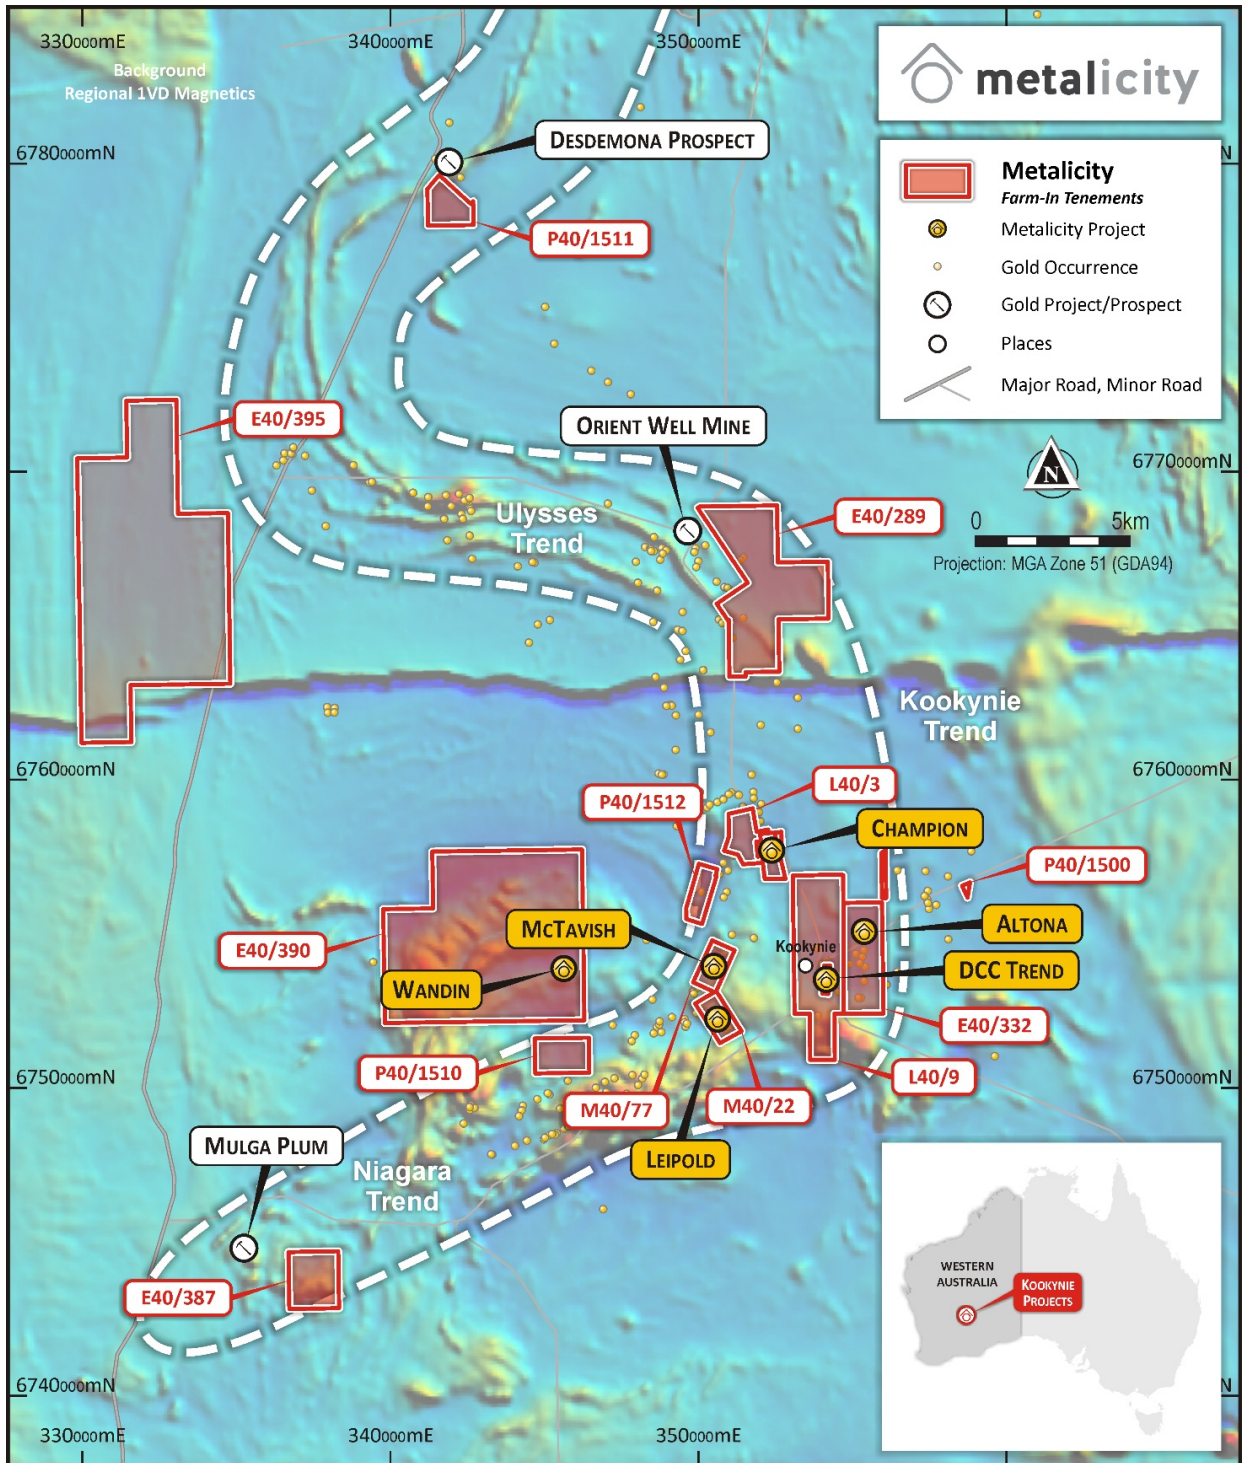 330000mE
340000mE
350000mE
Background
Regional 1VD Magnetics
metalicity
6780000mN
N
DESDEMONA PROSPECT
P40/1511
Metalicity
Farm-In Tenements
Metalicity Project
Gold Occurrence
Gold Project/Prospect
Places
Major Road, Minor Road
E40/395
ORIENT WELL MINE
6770000mN
N
0
5km
Projection: MGA Zone 51 (GDA94)
E40/289
Ulysses
Trend
Kookynie
Trend
6760000mN
6760000mN
L40/3
P40/1512
CHAMPION
P40/1500
MCTAVISH
ALTONA
E40/390
Kookynie
DCC TREND
WANDIN
E40/332
P40/1510
6750000mN
6750000mN
L40/9
M40/77
M40/22
MULGA PLUM
LEIPOLD
Niagara
Trend
E40/387
WESTERN
AUSTRALIA
KOOKYNIE
PROJECTS
6740000mN
N
330000mE
340000mE
350000mE